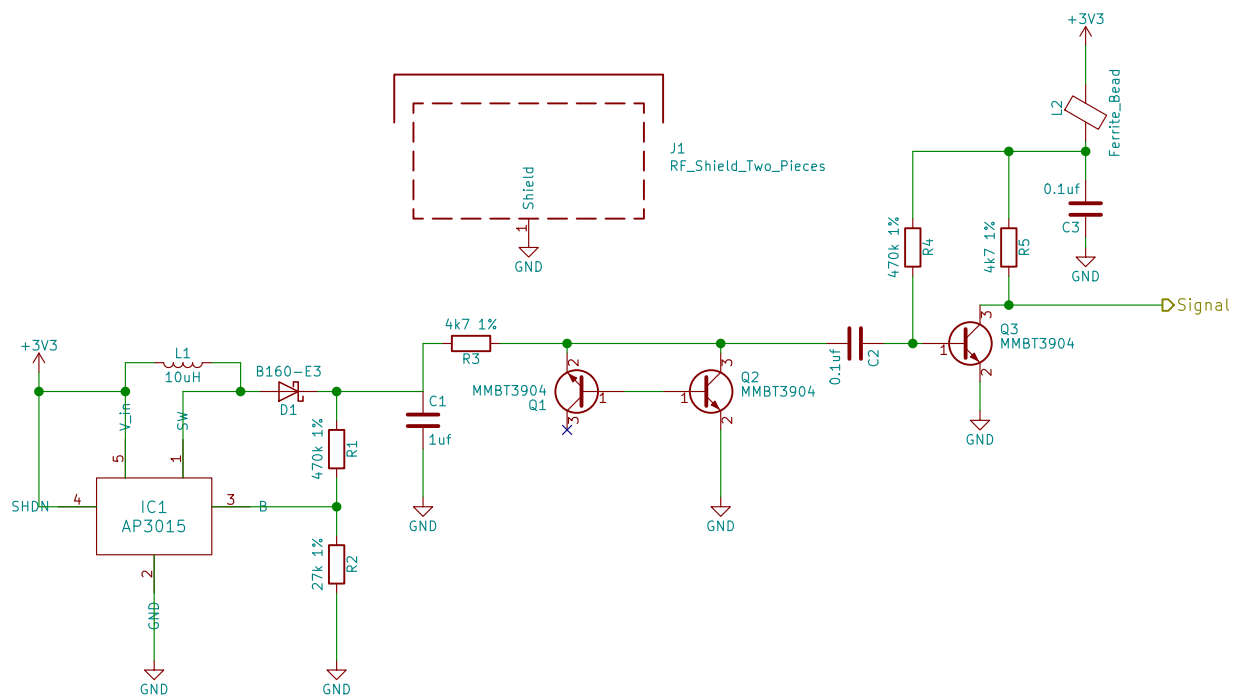 +3V3
L2
Ferrite_Bead
J1
RF_Shield_Two_Pieces
Shield
1
GND
0.1uf
C3
GND
470k 1%
R4
4k7 1%
R5
Signal
+3V3
L1
10uH
B160-E3
D1
4k7 1%
R3
0.1uf
C2
3
1
2
Q3
MMBT3904
GND
V_in
5
SW
1
470k 1%
R1
C1
1uf
GND
MMBT3904
Q1
2
1
3
1
3
2
Q2
MMBT3904
GND
SHDN
4
IC1
AP3015
3
B
2
GND
GND
27k 1%
R2
GND